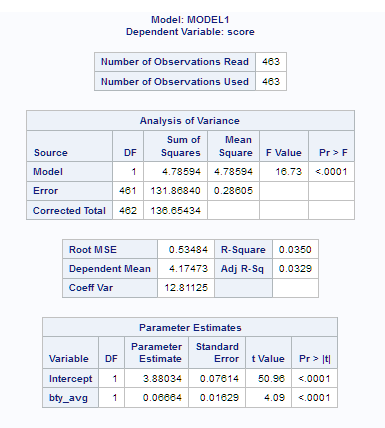 Model: MODEL1
Dependent Variable: score
Number of Observations Read 463
Number of Observations Used 463
Analysis of Variance
Source DF Sum of Squares Mean Square F Value Pr > F
Model 1 4.78594 4.78594 16.73 <.0001
Error 461 131.86840 0.28605
Corrected Total 462 136.65434
Root MSE 0.53484 R-Square 0.0350
Dependent Mean 4.17473 Adj R-Sq 0.0329
Coeff Var 12.81125
Parameter Estimates
Variable DF Parameter Estimate Standard Error t Value Pr > |t|
Intercept 1 3.88034 0.07614 50.96 <.0001
bty_avg 1 0.06664 0.01629 4.09 <.0001